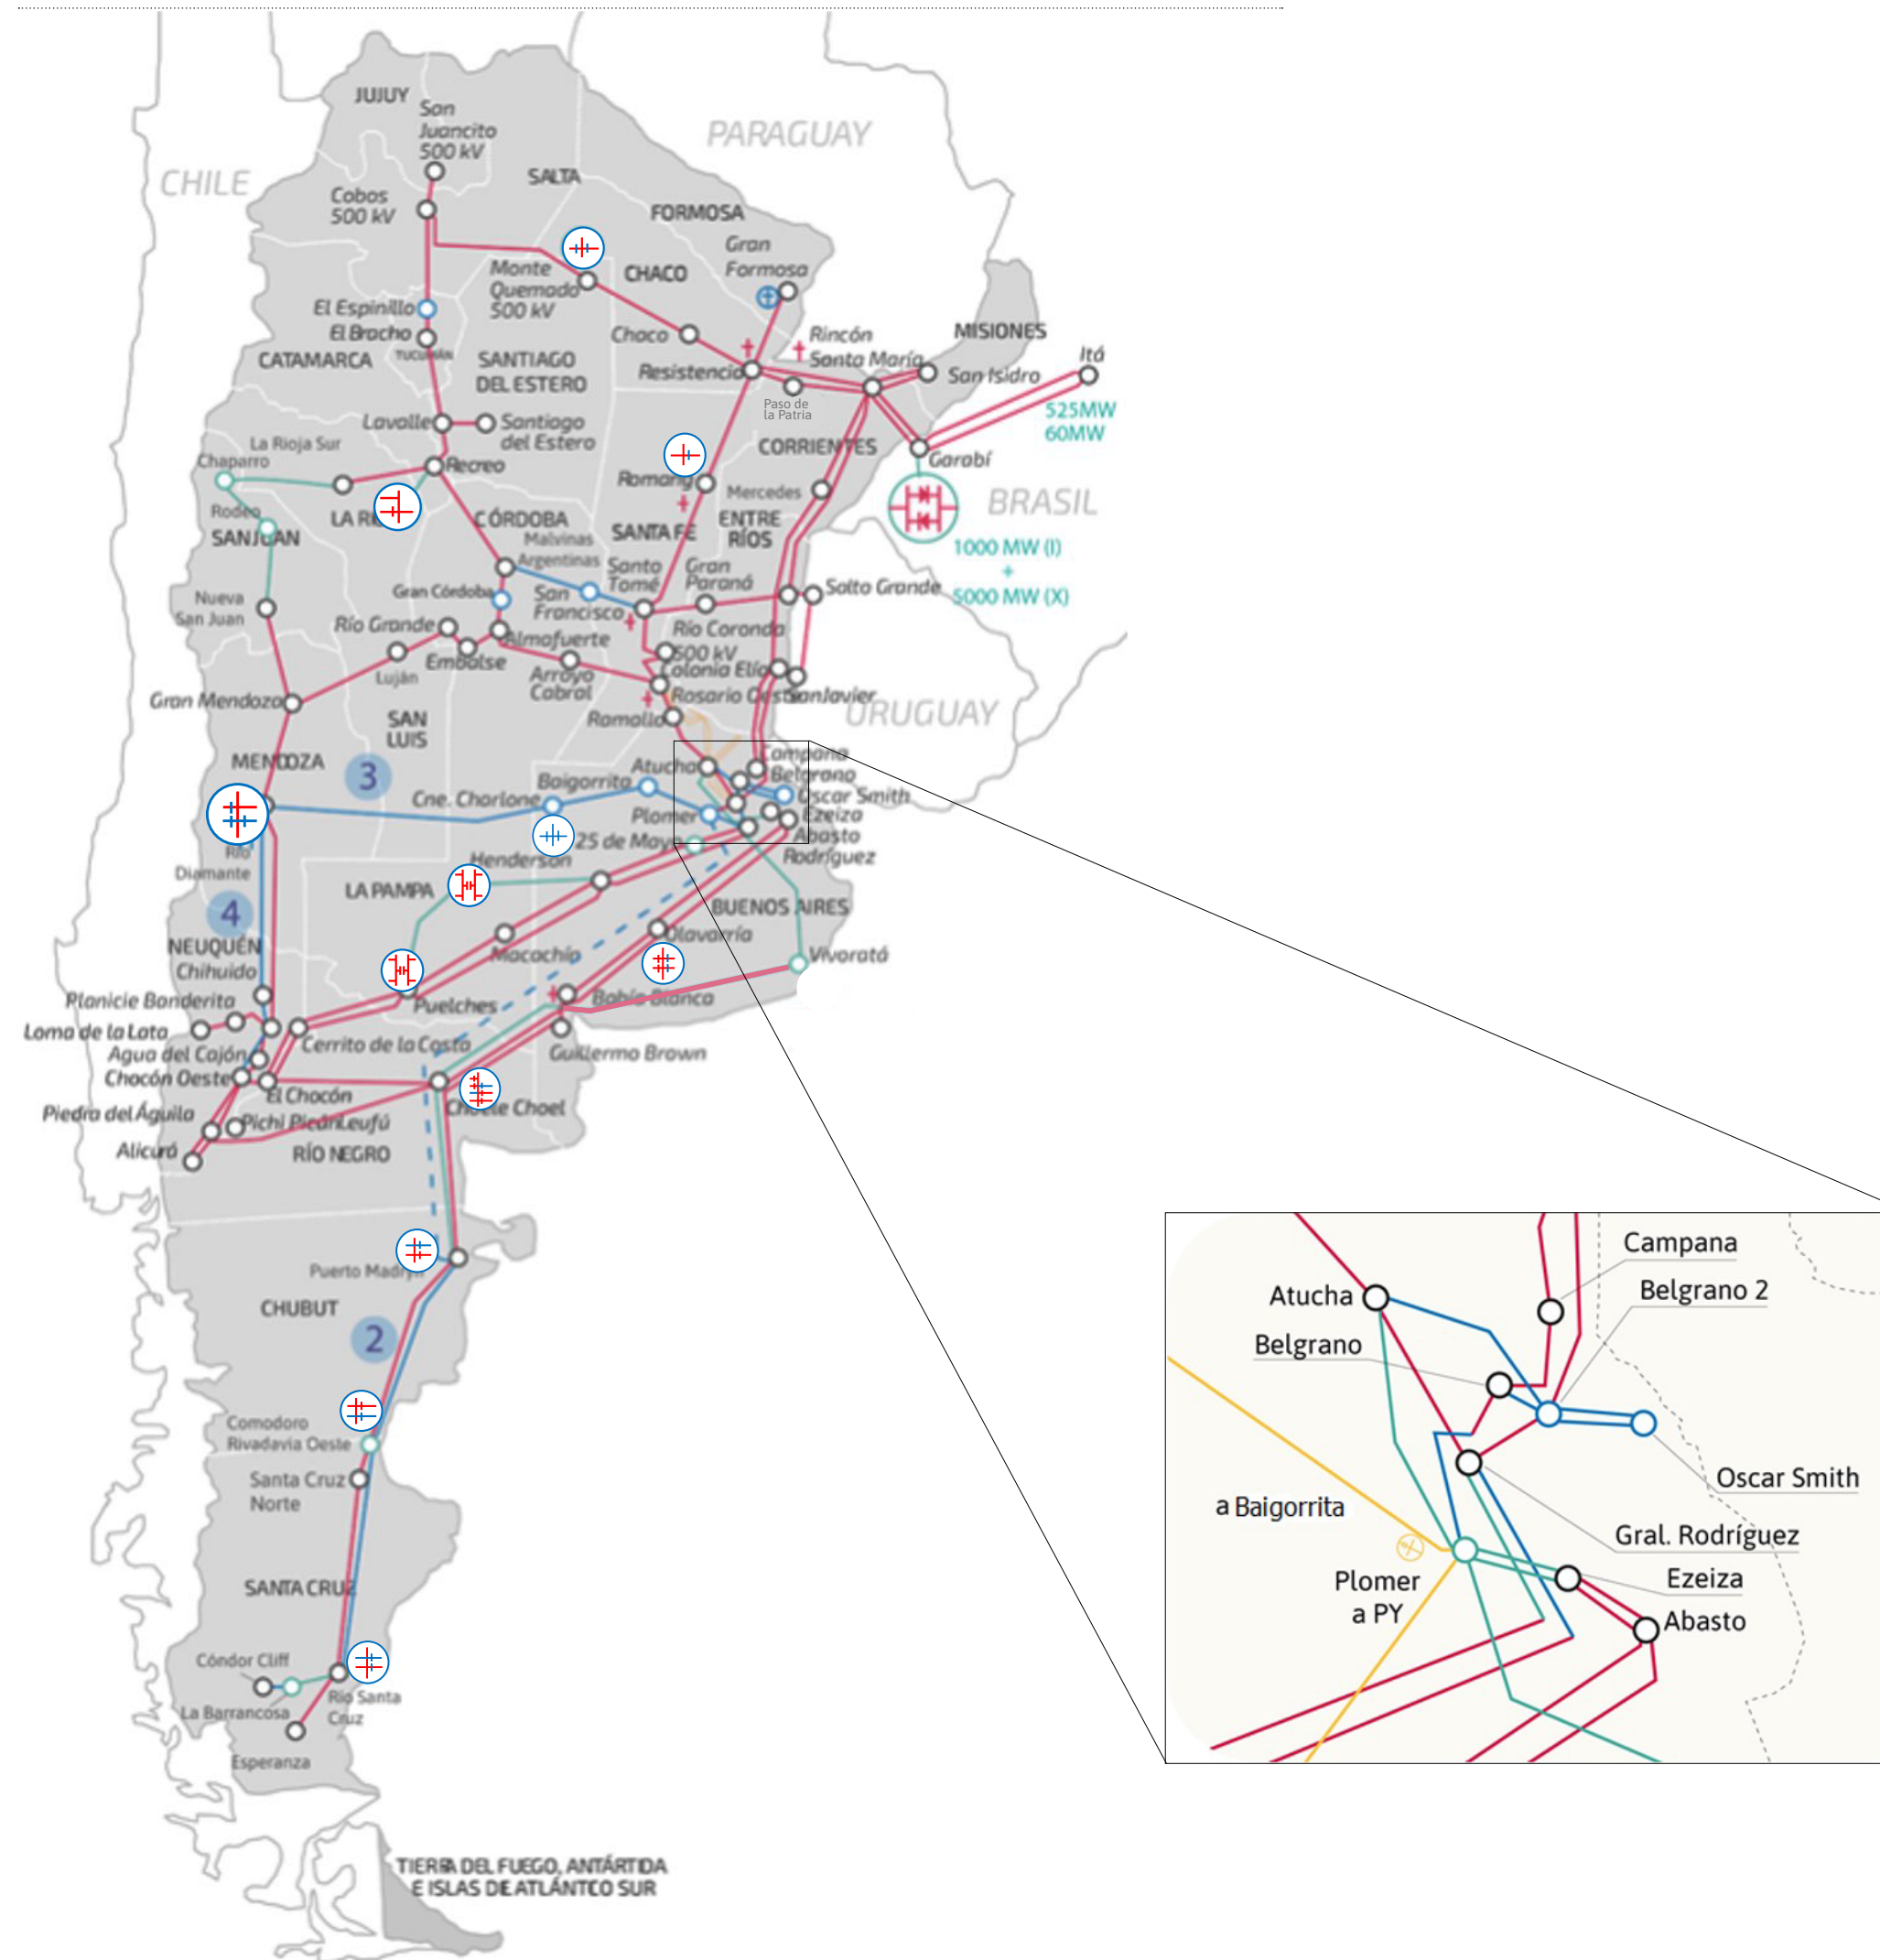 JUJUY
San
Juancito
500 kV
PARAGUAY
CHILE
SALTA
Cobos
500 kV
FORMOSA
Gran
Formosa
Monte
Quemado
500 kV
CHACO
El Espinillo
El Bracho
TUCUMÁN
CATAMARCA
SANTIAGO
DEL ESTERO
Chaco
Rincón
Santa María
MISIONES
Itá
Resistencia
San Isidro
Paso de
la Patria
525MW
60MW
Lavalle
Santiago
del Estero
La Rioja Sur
CORRIENTES
Chaparro
Recreo
Garabí
Romang
Mercedes
BRASIL
Rodeo
LA RI
CÓRDOBA
SANTA FE
ENTRE
RÍOS
SAN JUAN
Malvinas
Argentinas
1000 MW (I)
+
5000 MW (X)
Santo
Tomé
Gran
Paraná
Salto Grande
Nueva
San Juan
Gran Córdoba
San
Francisco
Río Grande
Almafuerte
Río Coronda
500 kV
Embalse
Colonia Elía
Luján
Arroyo
Cabral
Rosario Oeste
San Javier
Gran Mendoza
SAN
LUIS
Ramallo
URUGUAY
MENDOZA
3
Campana
Atucha
Belgrano
Baigorrita
Oscar Smith
Cne. Charlone
Plomer
Ezeiza
Abasto
25 de Mayo
Rodríguez
Río
Diamante
Henderson
LA PAMPA
4
BUENOS AIRES
NEUQUÉN
Olavarría
Macachín
Vivoratá
Chihuido
Planicie Banderita
Puelches
Bahía Blanca
Loma de la Lata
Cerrito de la Costa
Agua del Cajón
Guillermo Brown
Chocón Oeste
El Chocón
Choele Choel
Piedra del Águila
Pichi Picún Leufú
Alicurá
RÍO NEGRO
Puerto Madryn
CHUBUT
2
Comodoro
Rivadavia Oeste
Santa Cruz
Norte
SANTA CRUZ
Cóndor Cliff
La Barrancosa
Río Santa
Cruz
Esperanza
TIERRA DEL FUEGO, ANTÁRTIDA
E ISLAS DE ATLÁNTCO SUR
Campana
Atucha
Belgrano 2
Belgrano
Oscar Smith
a Baigorrita
Gral. Rodríguez
Plomer
a PY
Ezeiza
Abasto